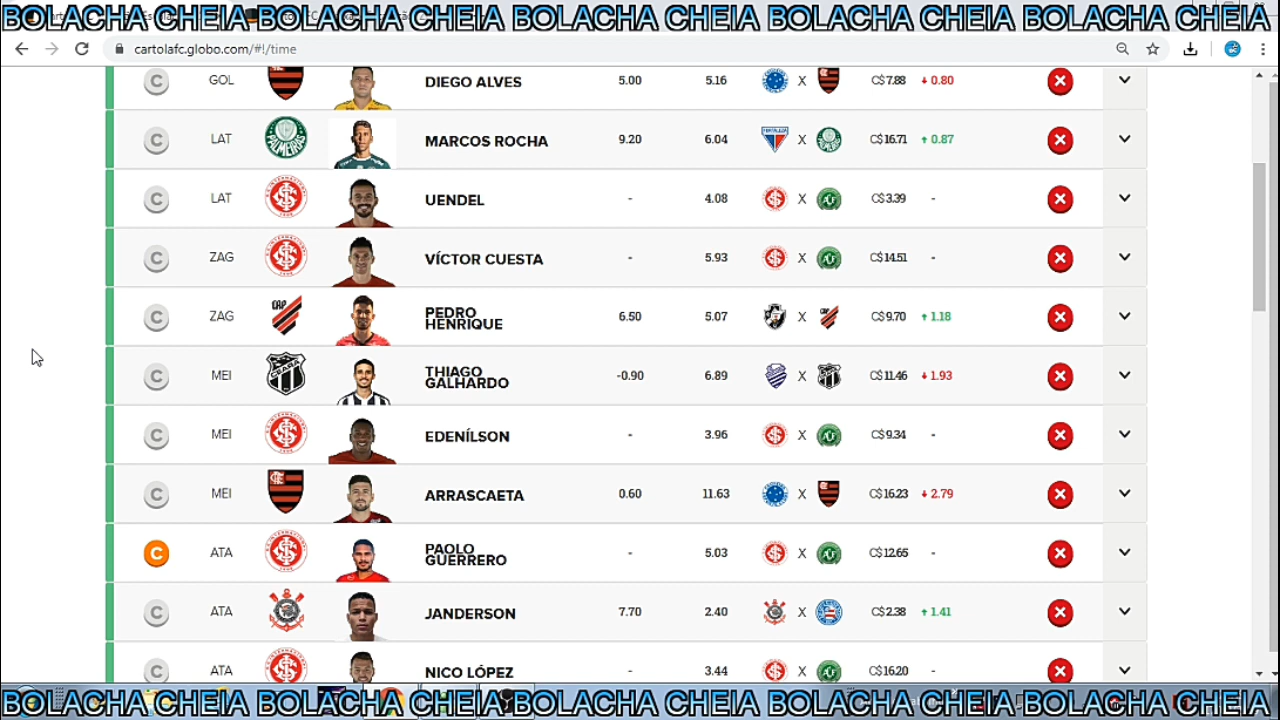 BOLACHA CHEIA BOLACHA CHEIA BOLACHA CHEIA BOLACHA CHEIA BOLACHA CHEIA
cartolafc.globo.com/#!/time
C GOL DIEGO ALVES 5.00 5.16 X C$ 7.88 0.80
C LAT PALMEIRAS MARCOS ROCHA 9.20 6.04 FORTALEZA X C$ 16.71 0.87
C LAT UENDEL - 4.08 X C$ 3.39 -
C ZAG VÍCTOR CUESTA - 5.93 X C$ 14.51 -
C ZAG CAP PEDRO HENRIQUE 6.50 5.07 X C$ 9.70 1.18
C MEI CEARÁ THIAGO GALHARDO -0.90 6.89 X C$ 11.46 1.93
C MEI EDENÍLSON - 3.96 X C$ 9.34 -
C MEI ARRASCAETA 0.60 11.63 X C$ 16.23 2.79
C ATA PAOLO GUERRERO - 5.03 X C$ 12.65 -
C ATA JANDERSON 7.70 2.40 X C$ 2.38 1.41
C ATA NICO LÓPEZ - 3.44 X C$ 16.20 -
BOLACHA CHEIA BOLACHA CHEIA BOLACHA CHEIA BOLACHA CHEIA BOLACHA CHEIA